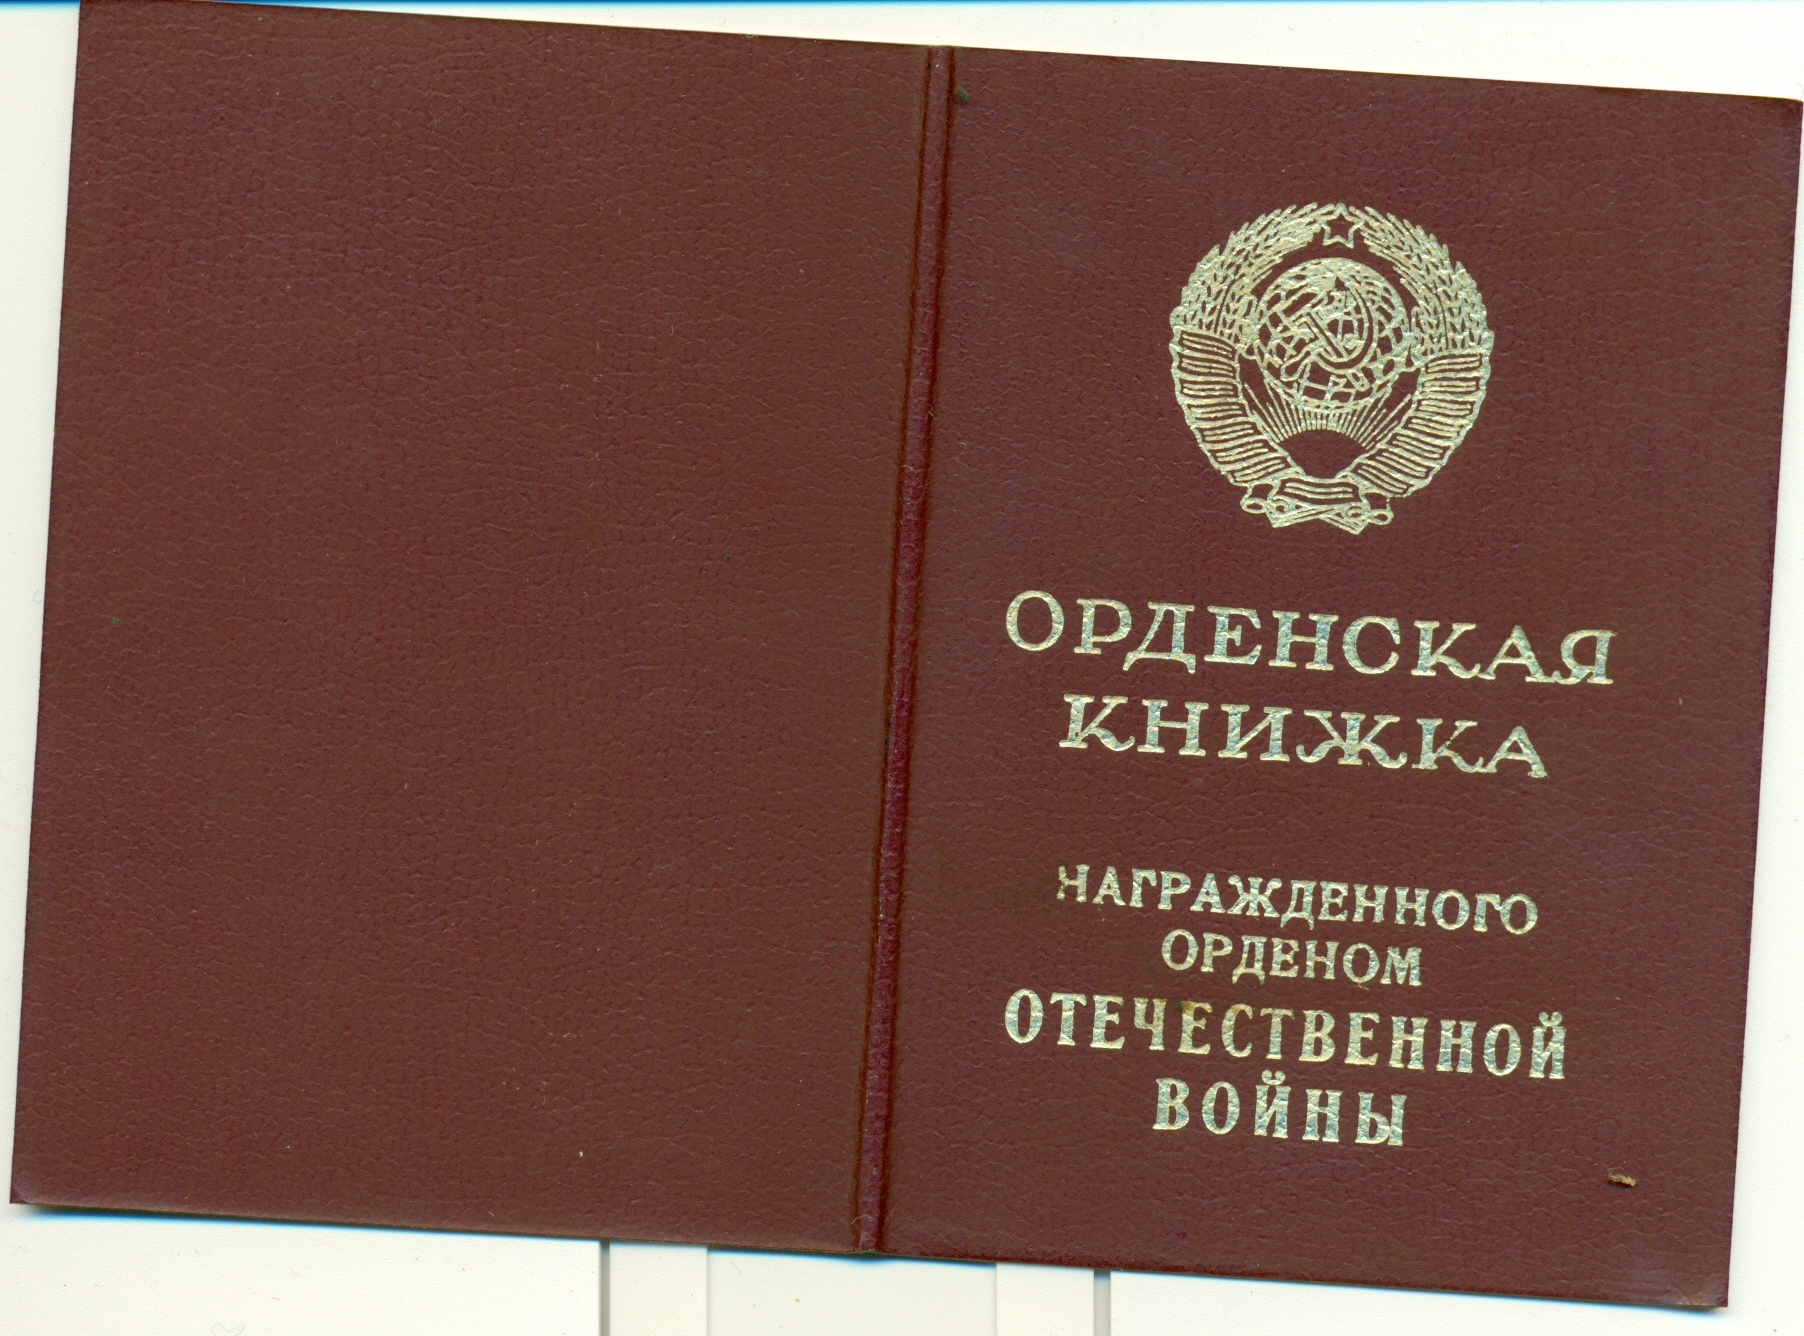 ОРДЕНСКАЯ
КНИЖКА
НАГРАЖДЕННОГО
ОРДЕНОМ
ОТЕЧЕСТВЕННОЙ
ВОЙНЫ